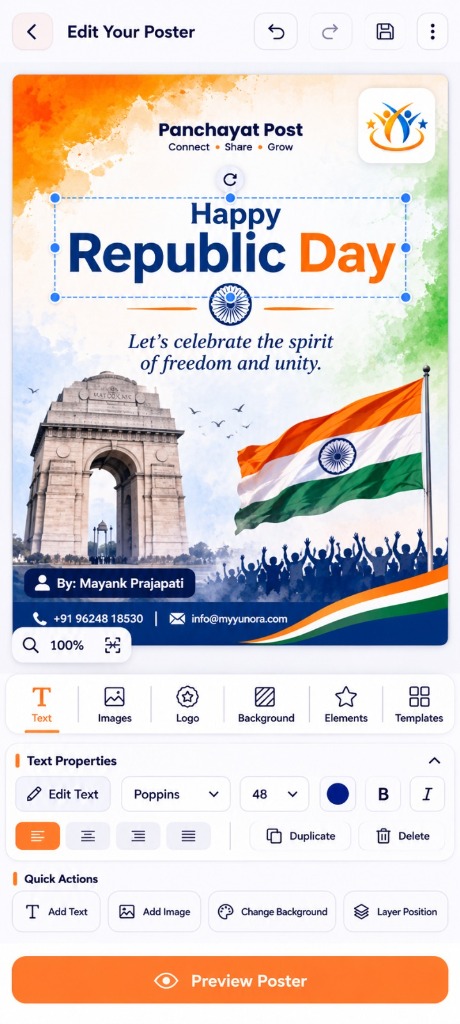 Edit Your Poster
Panchayat Post
Connect • Share • Grow
Happy
Republic Day
Let's celebrate the spirit
of freedom and unity.
By: Mayank Prajapati
+91 96248 18530 | info@myyunora.com
100%
T
Text
Images
Logo
Background
Elements
Templates
Text Properties
Edit Text
Poppins
48
B
I
Duplicate
Delete
Quick Actions
T Add Text
Add Image
Change Background
Layer Position
Preview Poster